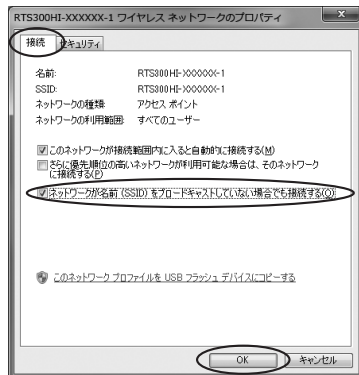 RTS300HI-XXXXXX-1 ワイヤレス ネットワークのプロパティ
接続 セキュリティ
名前: RTS300HI-XXXXXX-1
SSID: RTS300HI-XXXXXX-1
ネットワークの種類: アクセス ポイント
ネットワークの利用範囲: すべてのユーザー
このネットワークが接続範囲内に入ると自動的に接続する(M)
さらに優先順位の高いネットワークが利用可能な場合は、そのネットワーク
に接続する(P)
ネットワークが名前 (SSID) をブロードキャストしていない場合でも接続する(O)
このネットワーク プロファイルを USB フラッシュ デバイスにコピーする
OK キャンセル